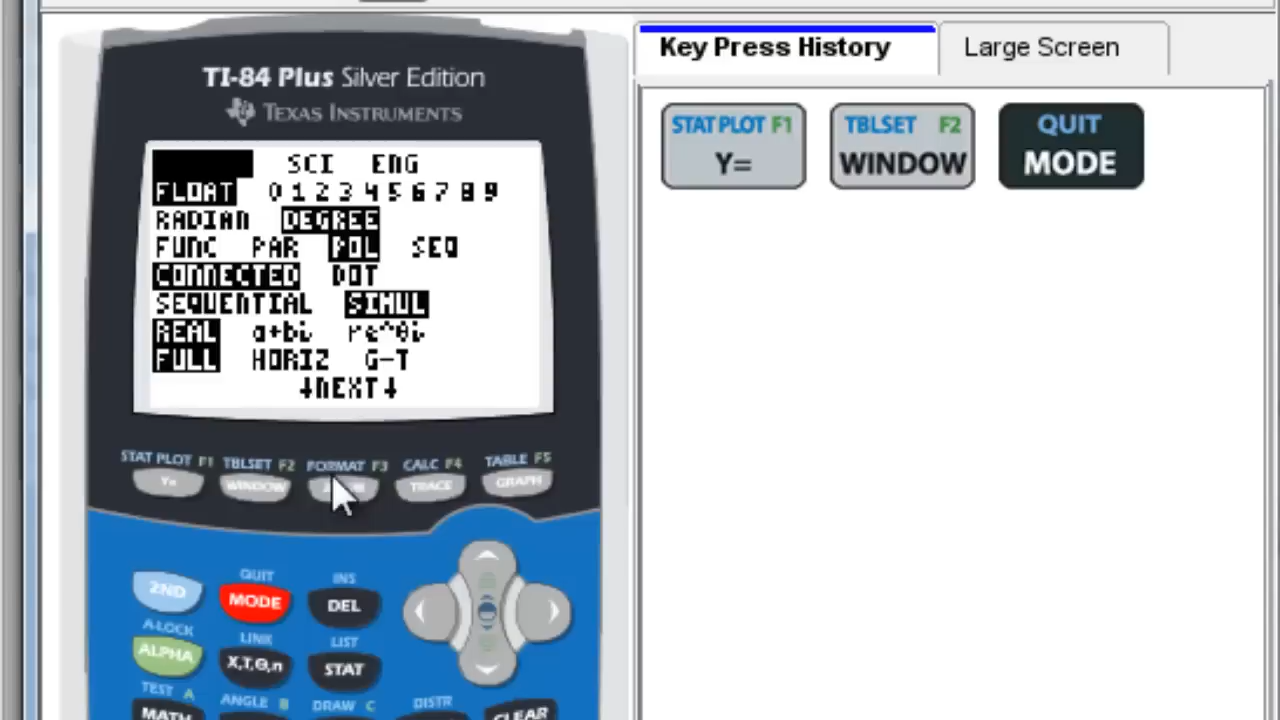 Key Press History
Large Screen
TI-84 Plus Silver Edition
TEXAS INSTRUMENTS
STAT PLOT F1
Y=
TBLSET F2
WINDOW
QUIT
MODE
SCI ENG
FLOAT 0 1 2 3 4 5 6 7 8 9
RADIAN DEGREE
FUNC PAR POL SEQ
CONNECTED DOT
SEQUENTIAL SIMUL
REAL a+bi re^θi
FULL HORIZ G-T
↓NEXT↓
STAT PLOT F1 TBLSET F2 FORMAT F3 CALC F4 TABLE F5
Y= WINDOW TRACE GRAPH
QUIT INS
2ND MODE DEL
A-LOCK LINK LIST
ALPHA X,T,Θ,n STAT
TEST A ANGLE B DRAW C DISTR
MATH CLEAR